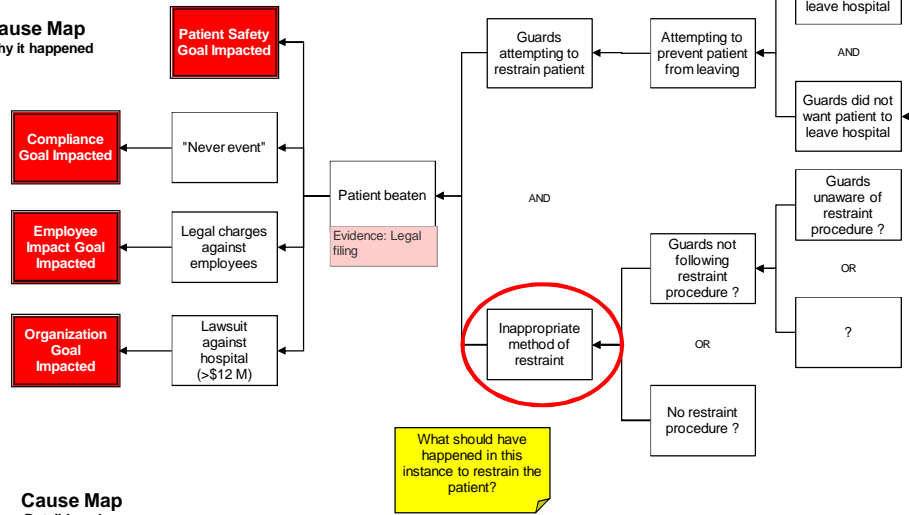 leave hospital
ause Map
hy it happened
Patient Safety
Goal Impacted
Guards
attempting to
restrain patient
Attempting to
prevent patient
from leaving
AND
Guards did not
want patient to
leave hospital
Compliance
Goal Impacted
"Never event"
Patient beaten
Evidence: Legal
filing
AND
Guards
unaware of
restraint
procedure ?
Employee
Impact Goal
Impacted
Legal charges
against
employees
Guards not
following
restraint
procedure ?
OR
Organization
Goal
Impacted
Lawsuit
against
hospital
(>$12 M)
Inappropriate
method of
restraint
OR
?
No restraint
procedure ?
What should have
happened in this
instance to restrain the
patient?
Cause Map